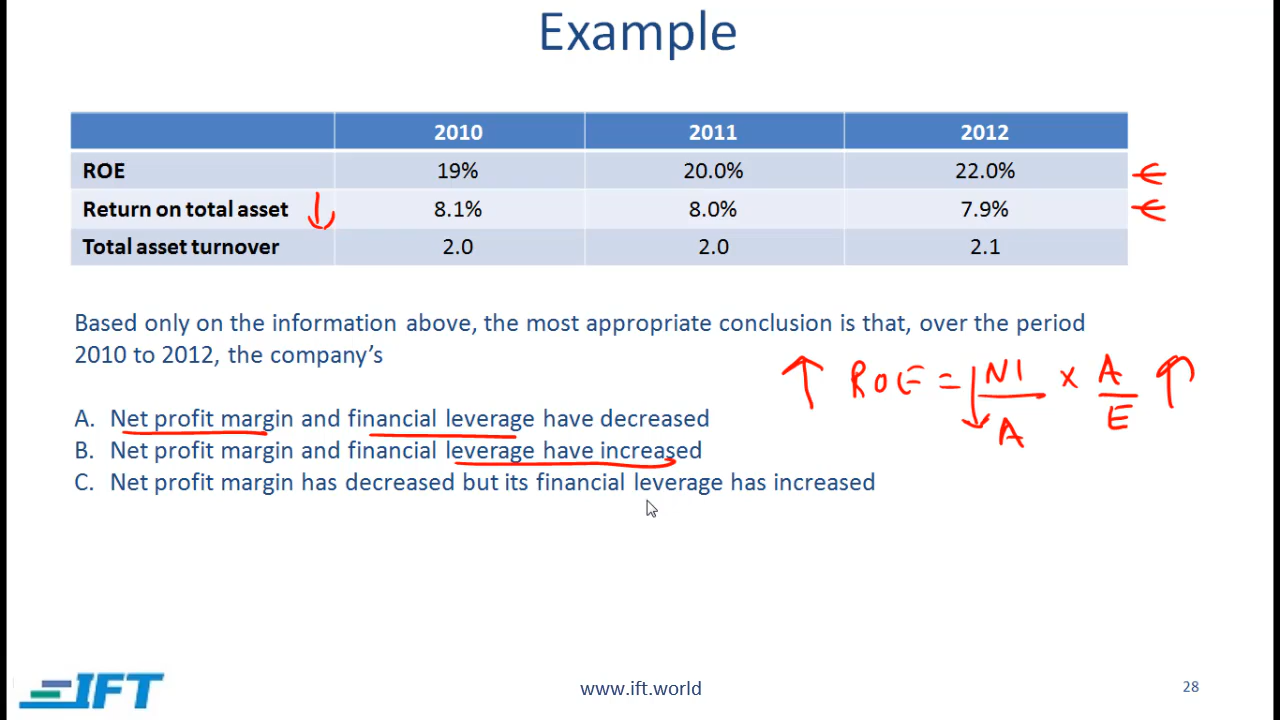 Example
2010 2011 2012
ROE 19% 20.0% 22.0%
Return on total asset 8.1% 8.0% 7.9%
Total asset turnover 2.0 2.0 2.1
Based only on the information above, the most appropriate conclusion is that, over the period
2010 to 2012, the company's
ROE = NI/A × A/E
A. Net profit margin and financial leverage have decreased
B. Net profit margin and financial leverage have increased
C. Net profit margin has decreased but its financial leverage has increased
IFT
www.ift.world
28